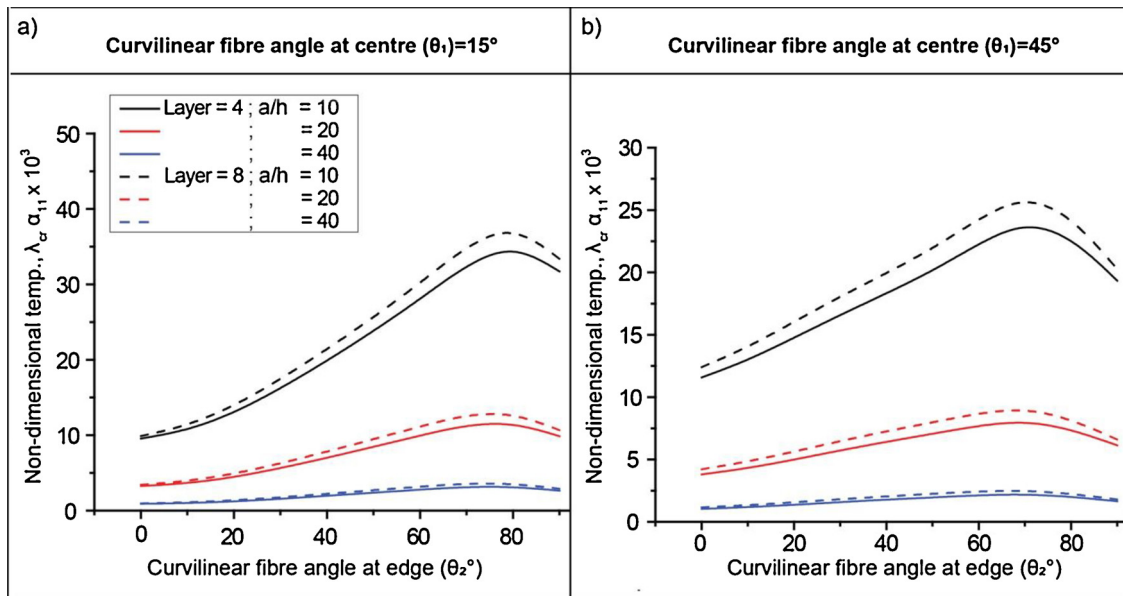 a)
Curvilinear fibre angle at centre (θ₁)=15°
Layer = 4 ; a/h = 10
; = 20
; = 40
Layer = 8 ; a/h = 10
; = 20
; = 40
Non-dimensional temp., λcr α11 x 10³
50
40
30
20
10
0
0 20 40 60 80
Curvilinear fibre angle at edge (θ₂°)
b)
Curvilinear fibre angle at centre (θ₁)=45°
Non-dimensional temp., λcr α11 x 10³
30
25
20
15
10
5
0
0 20 40 60 80
Curvilinear fibre angle at edge (θ₂°)